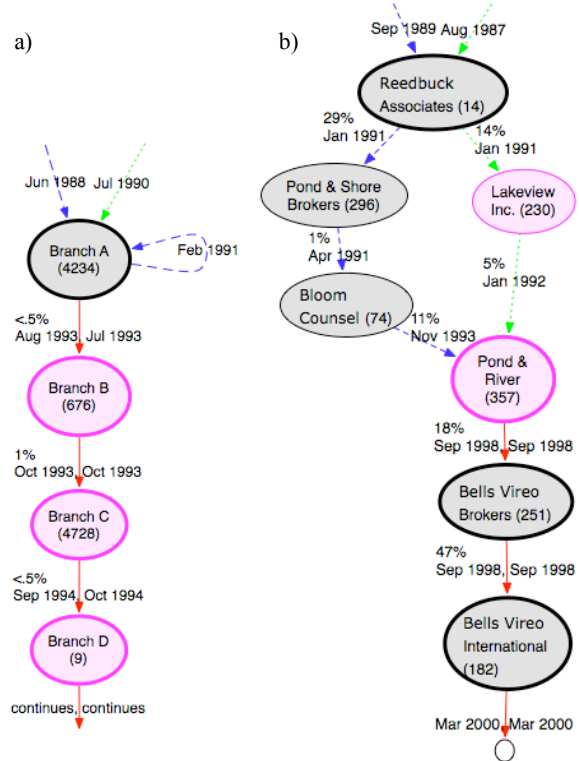 a)
Jun 1988
Jul 1990
Branch A
(4234)
Feb 1991
<.5%
Aug 1993, Jul 1993
Branch B
(676)
1%
Oct 1993, Oct 1993
Branch C
(4728)
<.5%
Sep 1994, Oct 1994
Branch D
(9)
continues, continues
b)
Sep 1989
Aug 1987
Reedbuck
Associates (14)
29%
Jan 1991
14%
Jan 1991
Pond & Shore
Brokers (296)
Lakeview
Inc. (230)
1%
Apr 1991
5%
Jan 1992
Bloom
Counsel (74)
11%
Nov 1993
Pond &
River
(357)
18%
Sep 1998, Sep 1998
Bells Vireo
Brokers (251)
47%
Sep 1998, Sep 1998
Bells Vireo
International
(182)
Mar 2000, Mar 2000